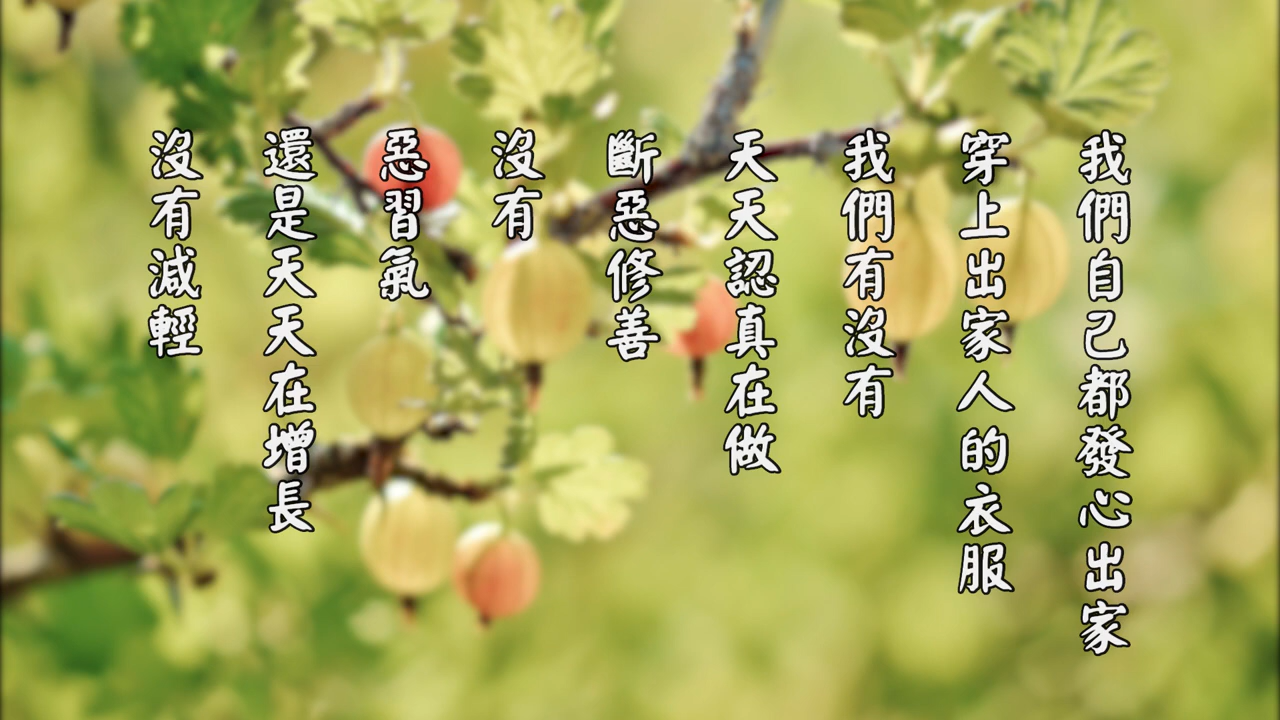 我們自己都發心出家
穿上出家人的衣服
我們有沒有
天天認真在做
斷惡修善
沒有
惡習氣
還是天天在增長
沒有減輕